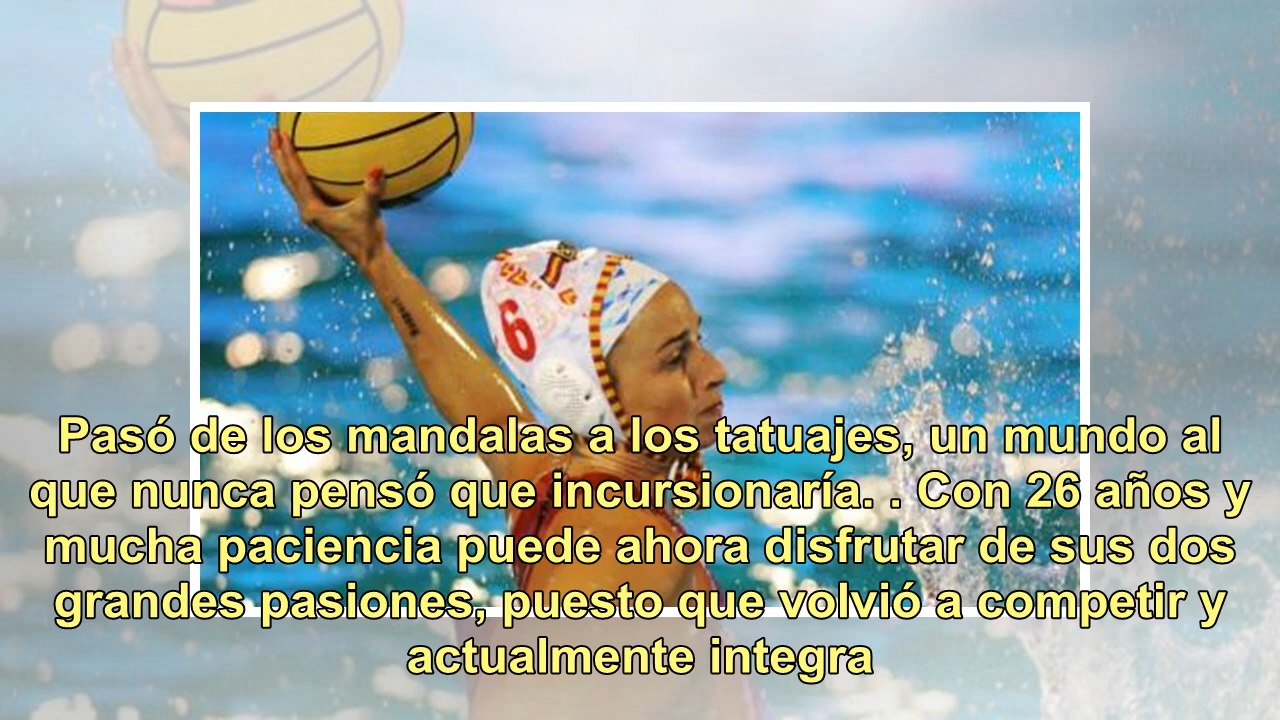 6
Pasó de los mandalas a los tatuajes, un mundo al
que nunca pensó que incursionaría. . Con 26 años y
mucha paciencia puede ahora disfrutar de sus dos
grandes pasiones, puesto que volvió a competir y
actualmente integra